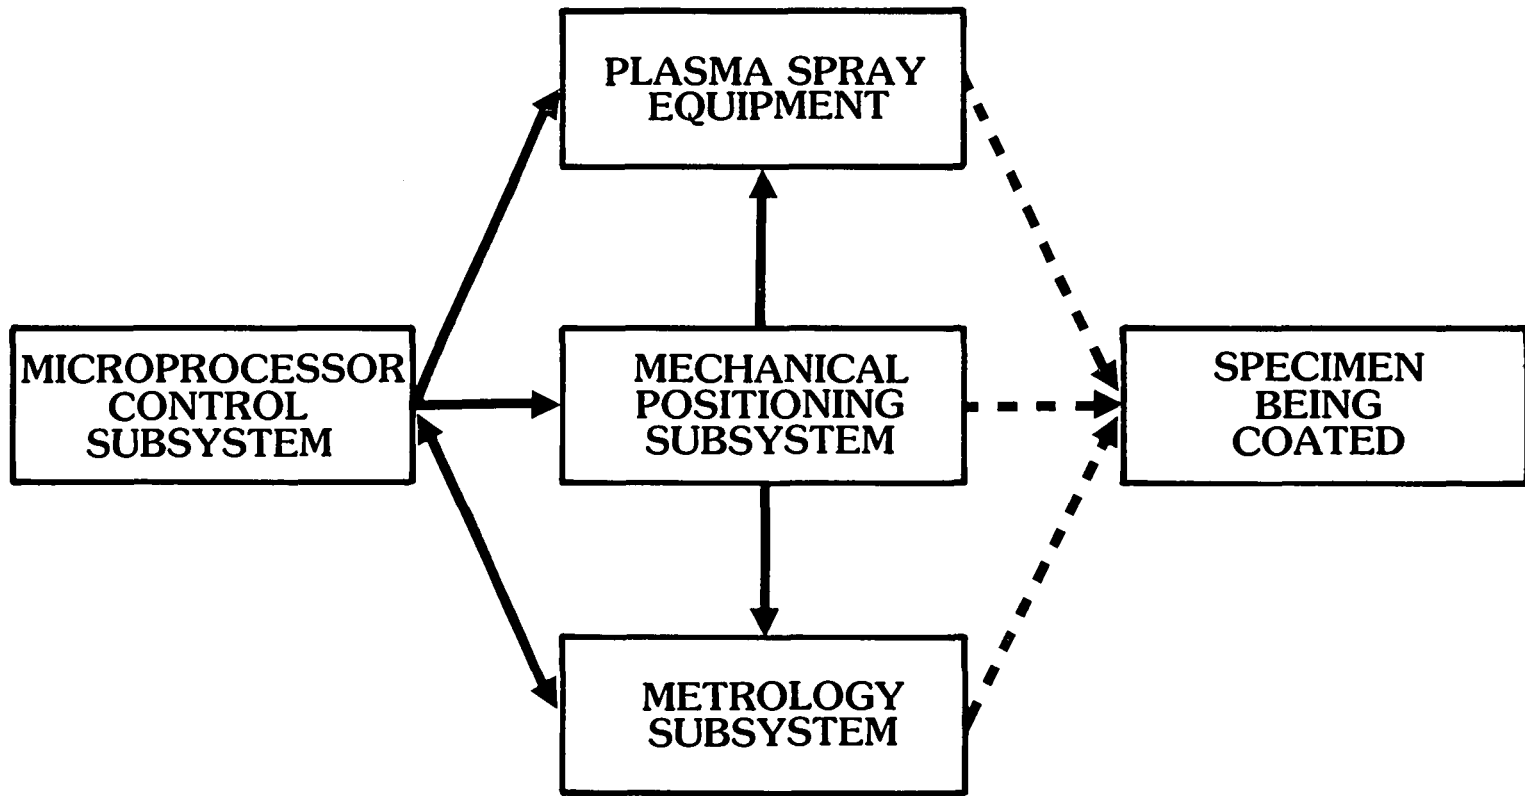 PLASMA SPRAY
EQUIPMENT
MICROPROCESSOR
CONTROL
SUBSYSTEM
MECHANICAL
POSITIONING
SUBSYSTEM
SPECIMEN
BEING
COATED
METROLOGY
SUBSYSTEM